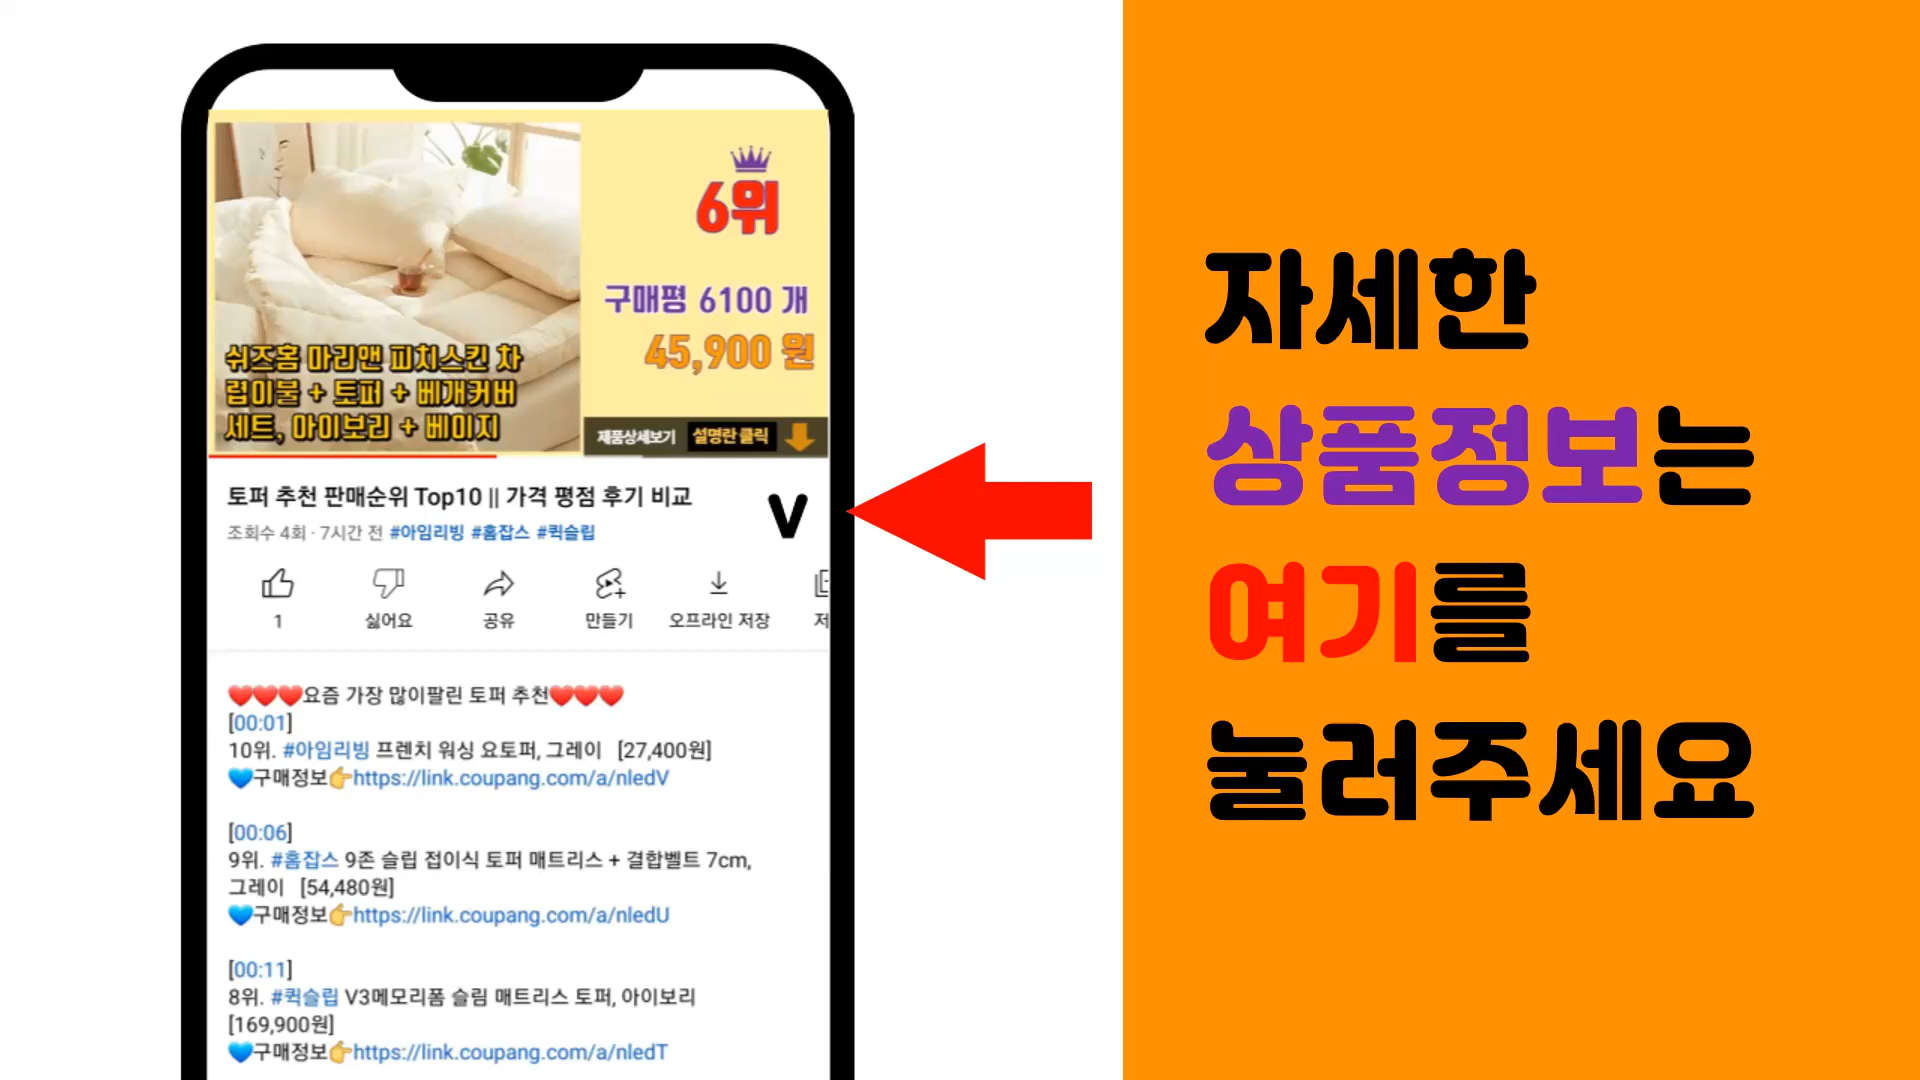 6위
구매평 6100 개
45,900 원
쉬즈홈 마리앤 피치스킨 차
렵이불 + 토퍼 + 베개커버
세트, 아이보리 + 베이지
제품상세보기 설명란 클릭
토퍼 추천 판매순위 Top10 || 가격 평점 후기 비교
V
조회수 4회 · 7시간 전 #아임리빙 #홈잡스 #퀵슬립
1 싫어요 공유 만들기 오프라인 저장 저
❤️❤️❤️요즘 가장 많이팔린 토퍼 추천❤️❤️❤️
[00:01]
10위. #아임리빙 프렌치 워싱 요토퍼, 그레이 [27,400원]
💙구매정보👉https://link.coupang.com/a/nledV
[00:06]
9위. #홈잡스 9존 슬립 접이식 토퍼 매트리스 + 결합벨트 7cm,
그레이 [54,480원]
💙구매정보👉https://link.coupang.com/a/nledU
[00:11]
8위. #퀵슬립 V3메모리폼 슬림 매트리스 토퍼, 아이보리
[169,900원]
💙구매정보👉https://link.coupang.com/a/nledT
자세한
상품정보는
여기를
눌러주세요